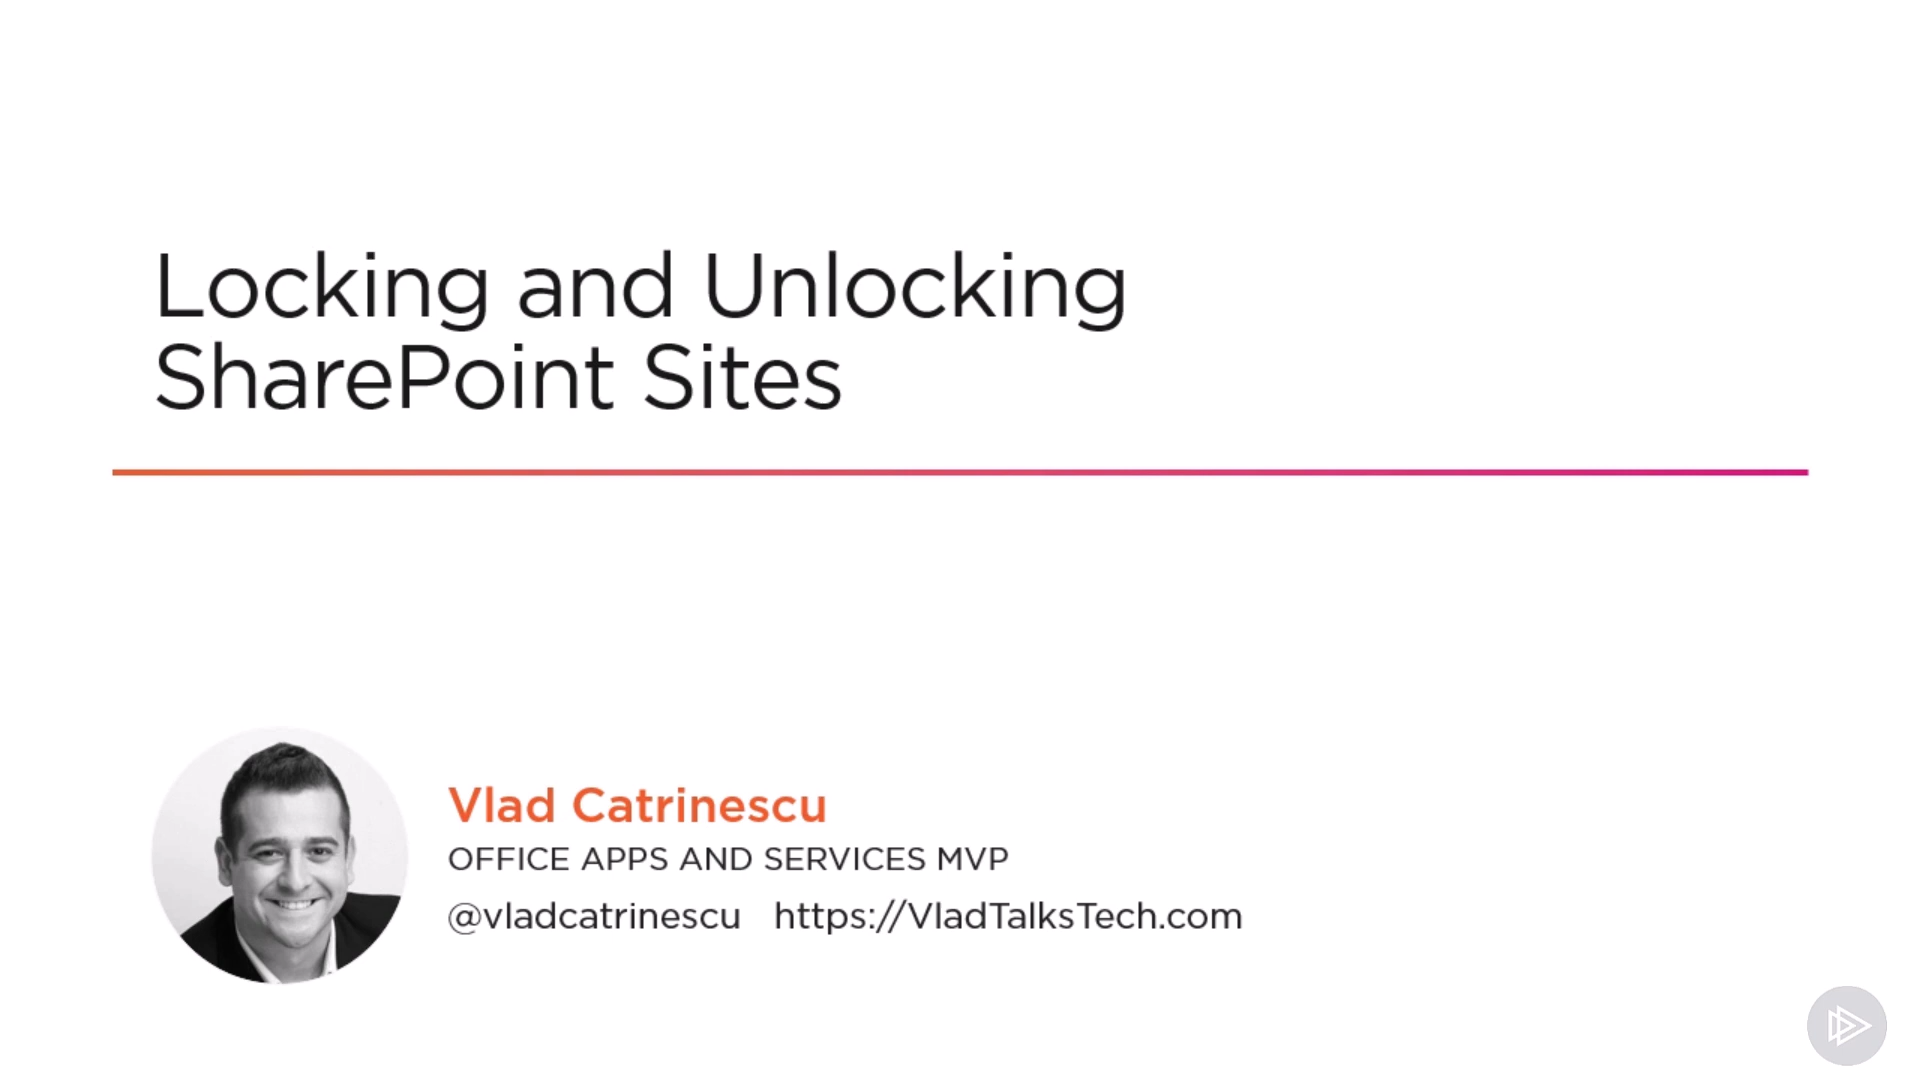 Locking and Unlocking
SharePoint Sites
Vlad Catrinescu
OFFICE APPS AND SERVICES MVP
@vladcatrinescu https://VladTalksTech.com